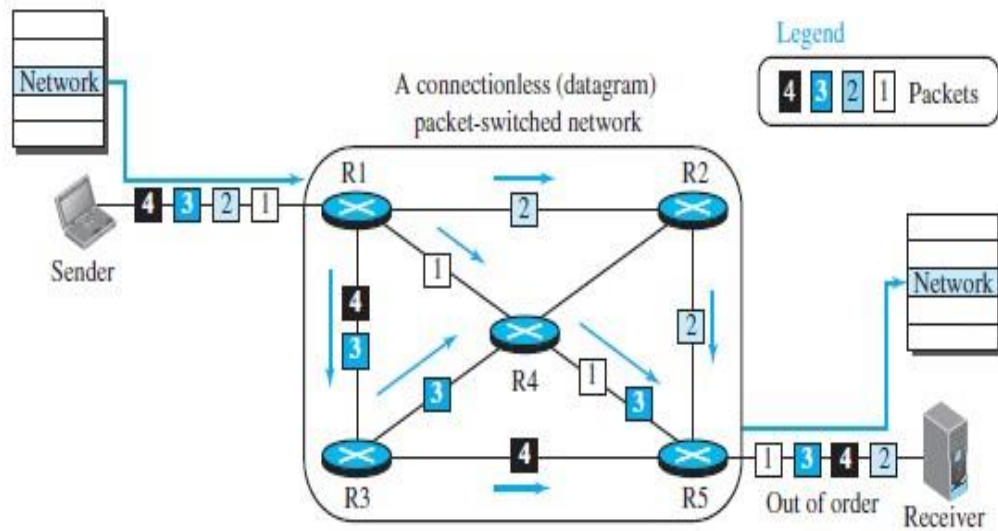 Legend
4 3 2 1 Packets
Network
A connectionless (datagram)
packet-switched network
R1
R2
4 3 2 1
2
Sender
1
Network
4
3
2
R4
1
3
3
4
R3
R5
1 3 4 2
Out of order
Receiver